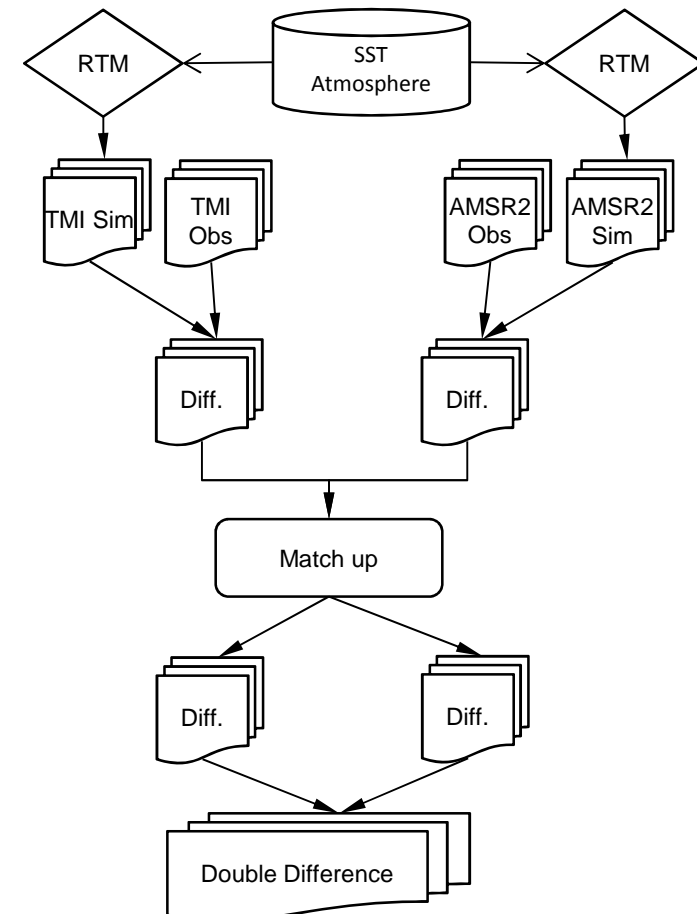 RTM
SST
Atmosphere
RTM
TMI Sim
TMI
Obs
AMSR2
Obs
AMSR2
Sim
Diff.
Diff.
Match up
Diff.
Diff.
Double Difference